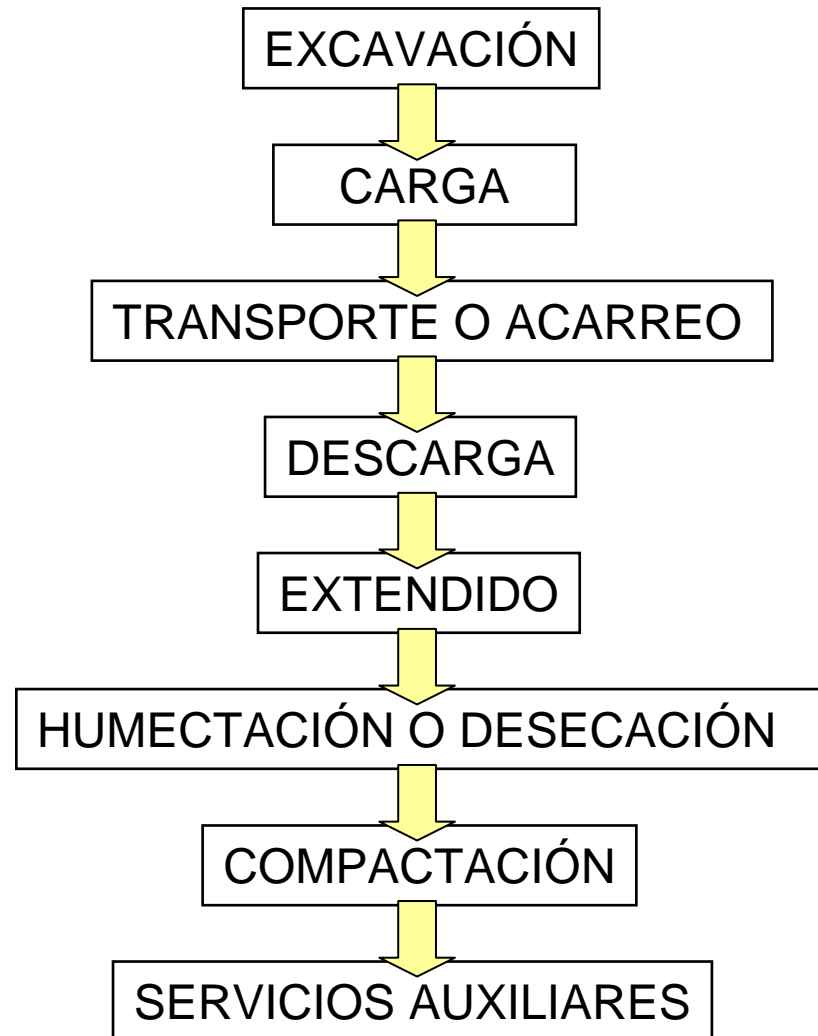 EXCAVACIÓN
CARGA
TRANSPORTE O ACARREO
DESCARGA
EXTENDIDO
HUMECTACIÓN O DESECACIÓN
COMPACTACIÓN
SERVICIOS AUXILIARES